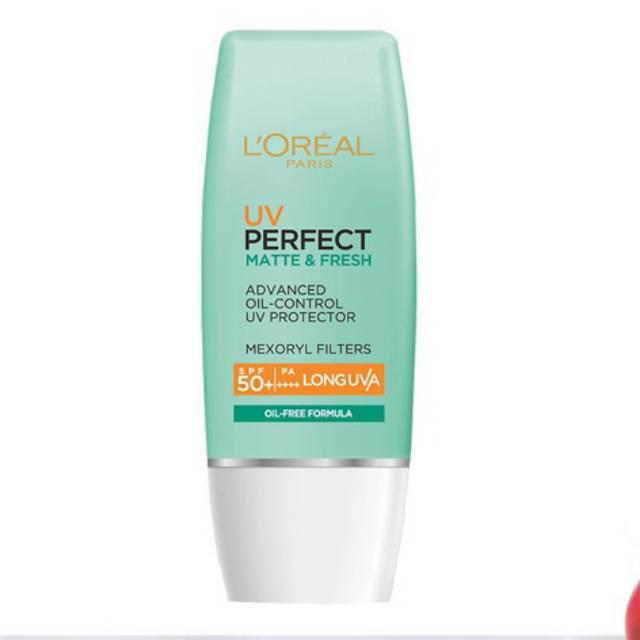 L'ORÉAL
PARIS
UV
PERFECT
MATTE & FRESH
ADVANCED
OIL-CONTROL
UV PROTECTOR
MEXORYL FILTERS
SPF 50+ PA ++++ LONG UVA
OIL-FREE FORMULA